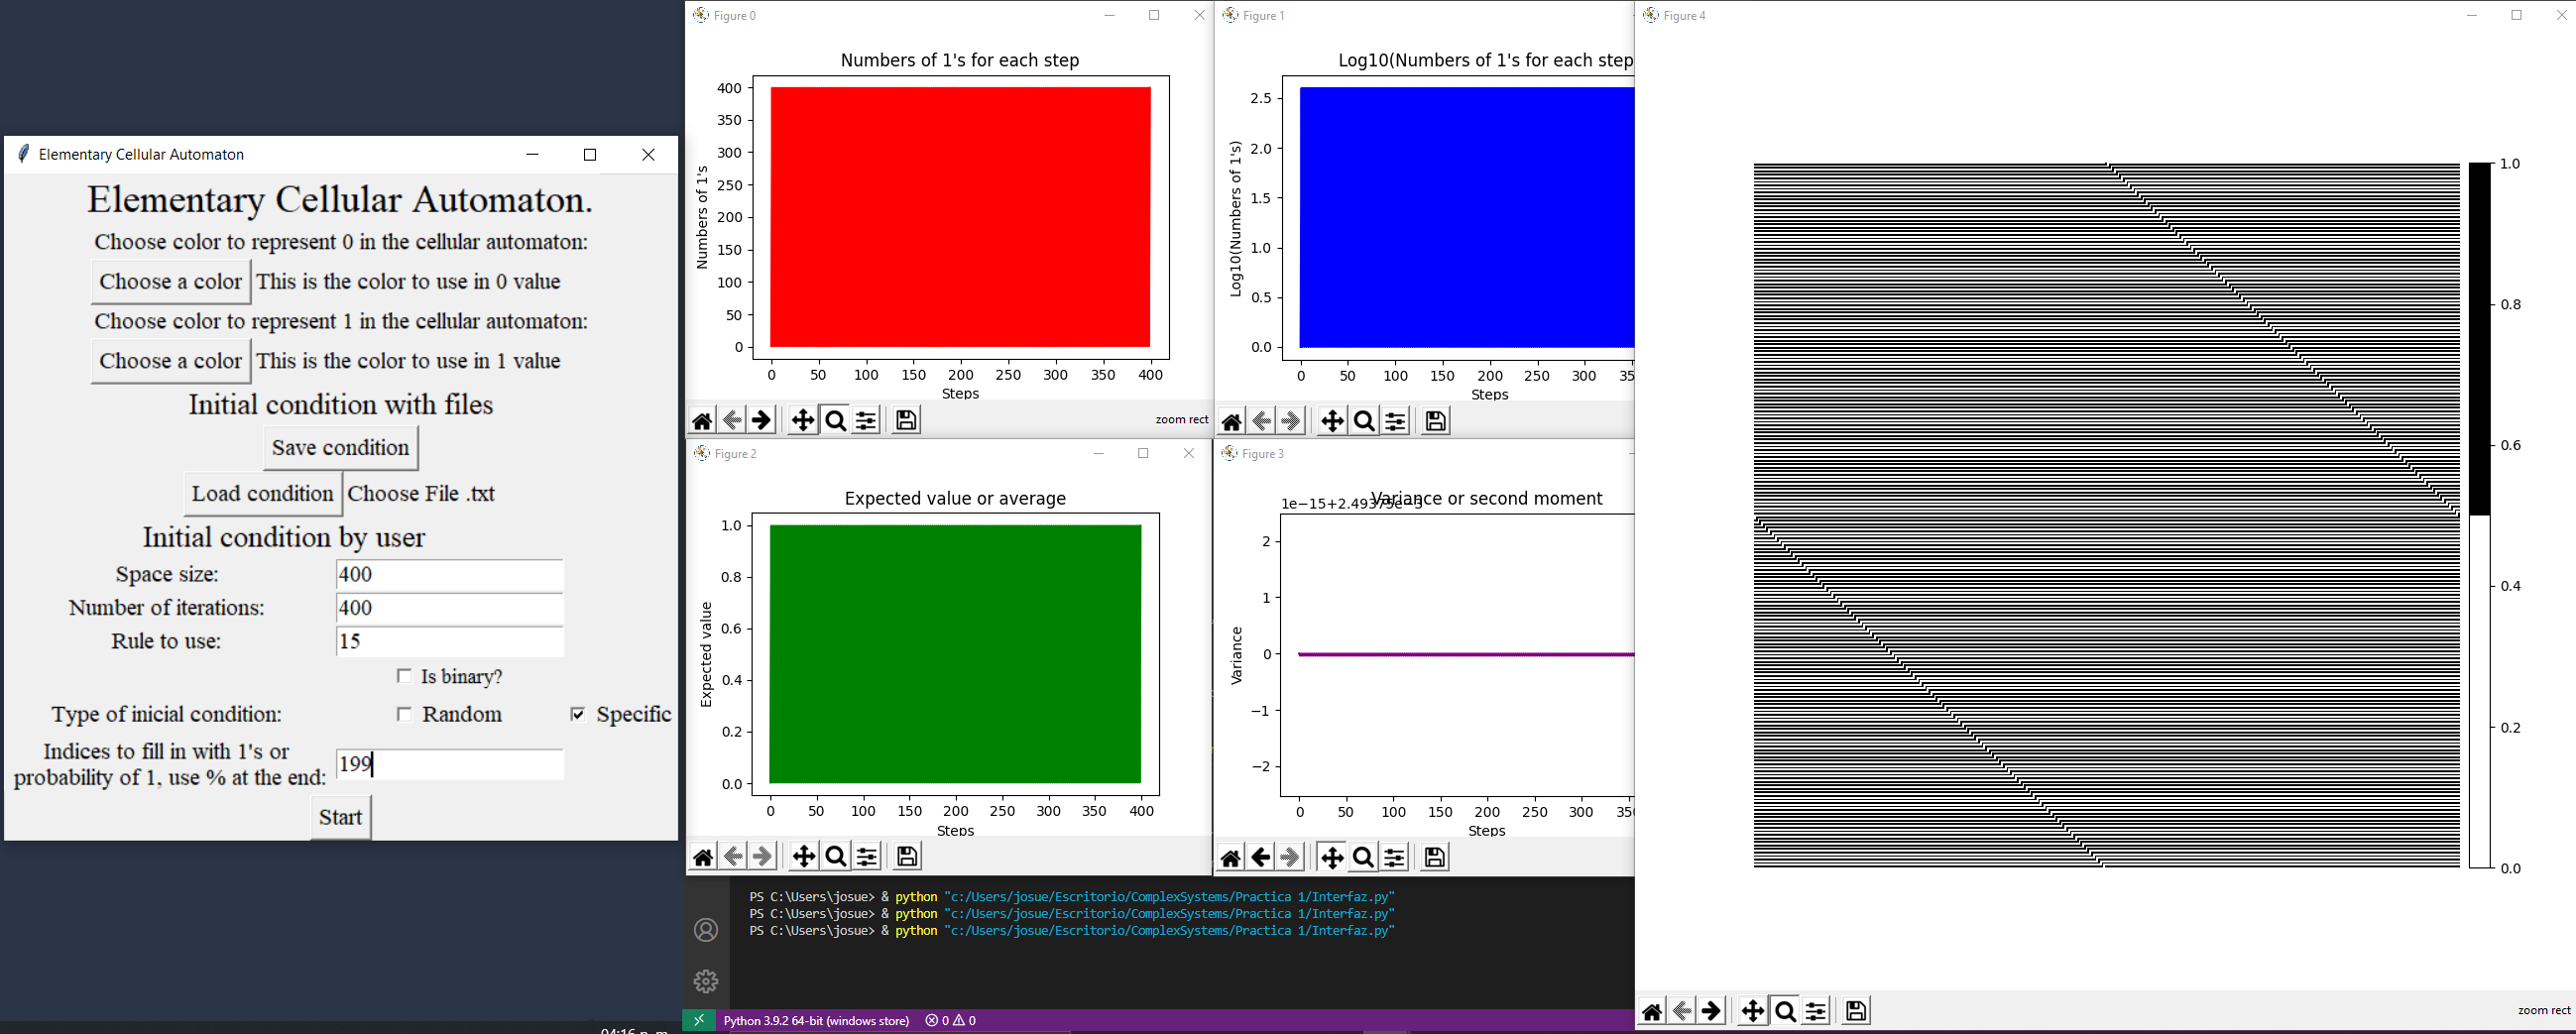 Elementary Cellular Automaton
Elementary Cellular Automaton.
Choose color to represent 0 in the cellular automaton:
Choose a color This is the color to use in 0 value
Choose color to represent 1 in the cellular automaton:
Choose a color This is the color to use in 1 value
Initial condition with files
Save condition
Load condition Choose File .txt
Initial condition by user
Space size: 400
Number of iterations: 400
Rule to use: 15
Is binary?
Type of inicial condition: Random Specific
Indices to fill in with 1's or
probability of 1, use % at the end: 199
Start
Figure 0
Numbers of 1's for each step
Numbers of 1's
400
350
300
250
200
150
100
50
0
0 50 100 150 200 250 300 350 400
Steps
zoom rect
Figure 1
Log10(Numbers of 1's for each step
Log10(Numbers of 1's)
2.5
2.0
1.5
1.0
0.5
0.0
0 50 100 150 200 250 300 35
Steps
Figure 2
Expected value or average
Expected value
1.0
0.8
0.6
0.4
0.2
0.0
0 50 100 150 200 250 300 350 400
Steps
Figure 3
Variance or second moment
1e−15+2.49375e−3
Variance
2
1
0
−1
−2
0 50 100 150 200 250 300 35
Steps
Figure 4
1.0
0.8
0.6
0.4
0.2
0.0
zoom rect
PS C:\Users\josue> & python "c:/Users/josue/Escritorio/ComplexSystems/Practica 1/Interfaz.py"
PS C:\Users\josue> & python "c:/Users/josue/Escritorio/ComplexSystems/Practica 1/Interfaz.py"
PS C:\Users\josue> & python "c:/Users/josue/Escritorio/ComplexSystems/Practica 1/Interfaz.py"
Python 3.9.2 64-bit (windows store) 0 0
04:16 p. m.